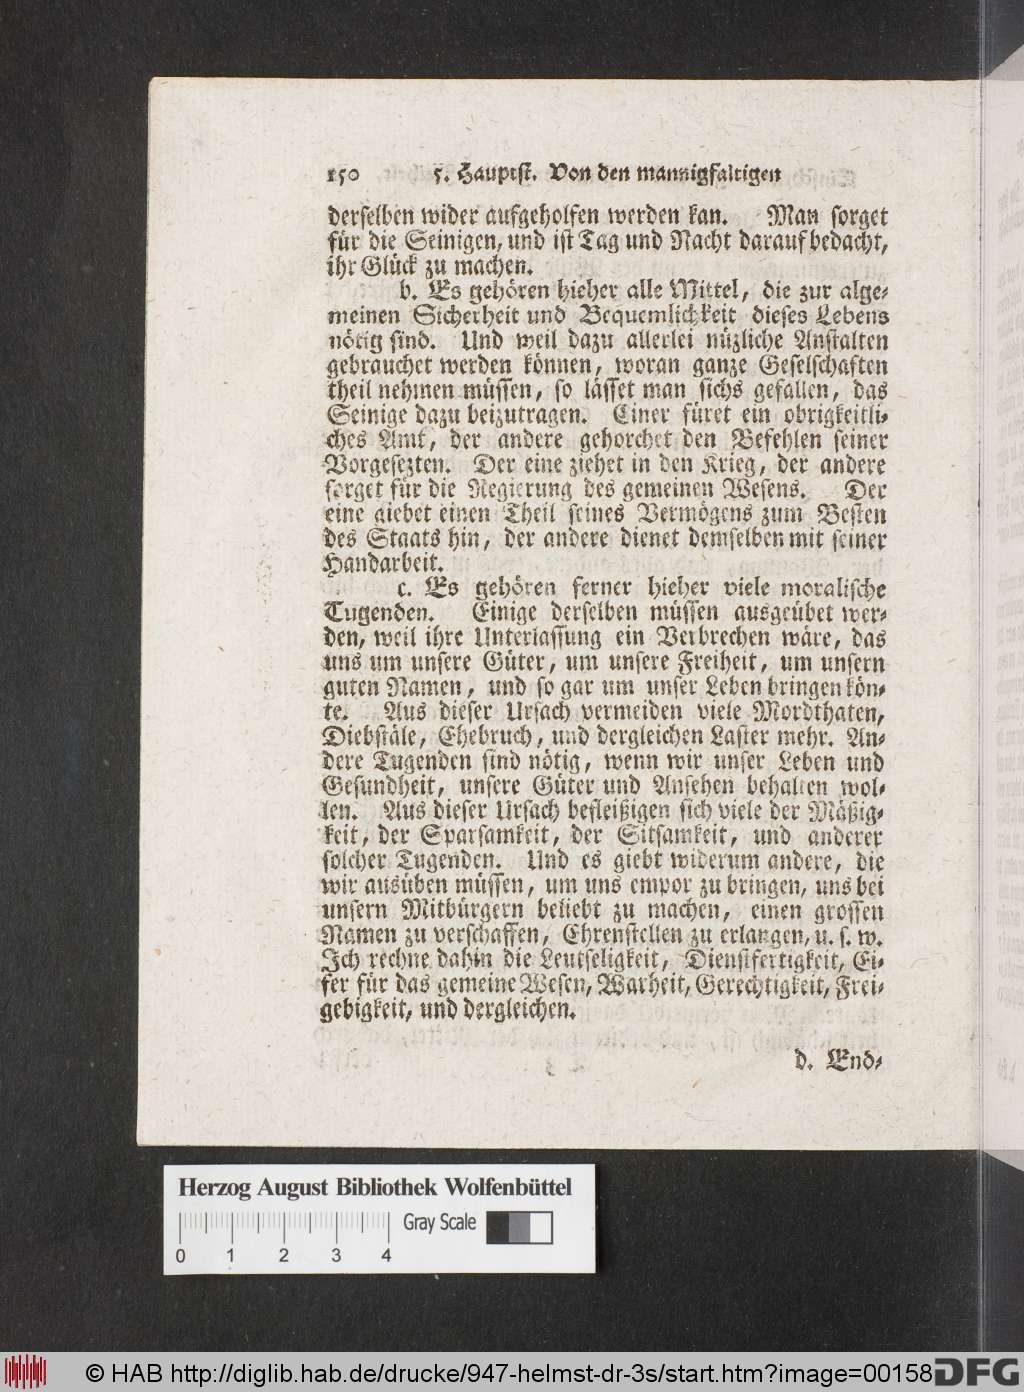 150 5. Hauptst. Von den mannigfaltigen
derselben wider aufgeholfen werden kan. Man sorget
für die Seinigen, und ist Tag und Nacht darauf bedacht,
ihr Glück zu machen.
b. Es gehören hieher alle Mittel, die zur alge-
meinen Sicherheit und Bequemlichkeit dieses Lebens
nötig sind. Und weil dazu allerlei nüzliche Anstalten
gebrauchet werden können, woran ganze Geselschaften
theil nehmen müssen, so lässet man sichs gefallen, das
Seinige dazu beizutragen. Einer füret ein obrigkeitli-
ches Amt, der andere gehorchet den Befehlen seiner
Vorgesezten. Der eine ziehet in den Krieg, der andere
sorget für die Regierung des gemeinen Wesens. Der
eine giebet einen Theil seines Vermögens zum Besten
des Staats hin, der andere dienet demselben mit seiner
Handarbeit.
c. Es gehören ferner hieher viele moralische
Tugenden. Einige derselben müssen ausgeübet wer-
den, weil ihre Unterlassung ein Verbrechen wäre, das
uns um unsere Güter, um unsere Freiheit, um unsern
guten Namen, und so gar um unser Leben bringen kön-
te. Aus dieser Ursach vermeiden viele Mordthaten,
Diebstäle, Ehebruch, und dergleichen Laster mehr. An-
dere Tugenden sind nötig, wenn wir unser Leben und
Gesundheit, unsere Güter und Ansehen behalten wol-
len. Aus dieser Ursach befleißigen sich viele der Mäßig-
keit, der Sparsamkeit, der Sitsamkeit, und anderer
solcher Tugenden. Und es giebt widerum andere, die
wir ausüben müssen, um uns empor zu bringen, uns bei
unsern Mitbürgern beliebt zu machen, einen grossen
Namen zu verschaffen, Ehrenstellen zu erlangen, u. s. w.
Ich rechne dahin die Leutseligkeit, Dienstfertigkeit, Ei-
fer für das gemeine Wesen, Warheit, Gerechtigkeit, Frei-
gebigkeit, und dergleichen.
d. End-
Herzog August Bibliothek Wolfenbüttel
Gray Scale
0 1 2 3 4
© HAB http://diglib.hab.de/drucke/947-helmst-dr-3s/start.htm?image=00158
DFG